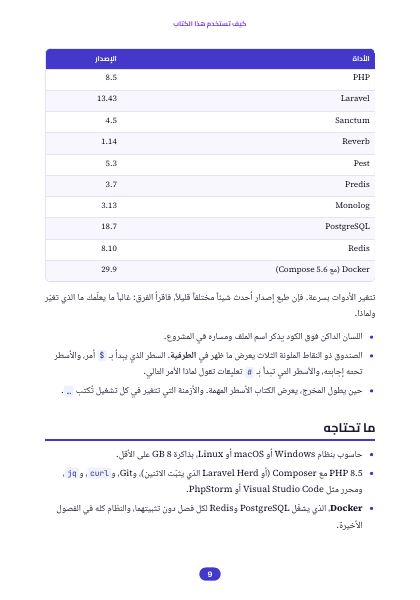 كيف تستخدم هذا الكتاب
الأداة الإصدار
PHP 8.5
Laravel 13.43
Sanctum 4.5
Reverb 1.14
Pest 5.3
Predis 3.7
Monolog 3.13
PostgreSQL 18.7
Redis 8.10
Docker (مع Compose 5.6) 29.9
تتغير الأدوات بسرعة. فإن طبع إصدار أحدث شيئاً مختلفاً قليلاً، فاقرأ الفرق: غالباً ما يعلّمك ما الذي تغيّر
ولماذا.
• اللسان الداكن فوق الكود يذكر اسم الملف ومساره في المشروع.
• الصندوق ذو النقاط الملونة الثلاث يعرض ما ظهر في الطرفية. السطر الذي يبدأ بـ $ أمر، والأسطر
تحته إجابته، والأسطر التي تبدأ بـ # تعليقات تقول لماذا الأمر التالي.
• حين يطول المخرج، يعرض الكتاب الأسطر المهمة. والأزمنة التي تتغير في كل تشغيل تُكتب .. .
ما تحتاجه
• حاسوب بنظام Windows أو macOS أو Linux، بذاكرة 8 GB على الأقل.
• PHP 8.5 مع Composer (أو Laravel Herd الذي يثبّت الاثنين)، وGit، و curl ، و jq ،
ومحرر مثل Visual Studio Code أو PhpStorm.
• Docker، الذي يشغّل PostgreSQL وRedis لكل فصل دون تثبيتهما، والنظام كله في الفصول
الأخيرة.
9